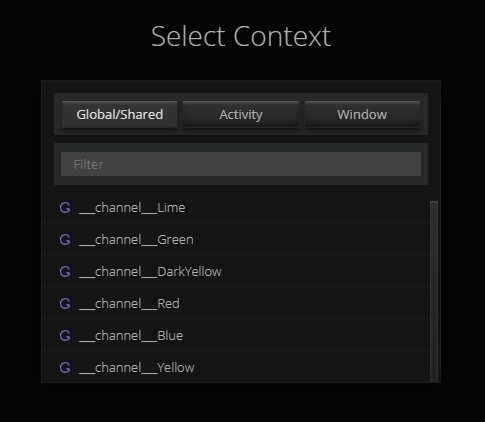 Select Context
Global/Shared Activity Window
Filter
G ___channel___Lime
G ___channel___Green
G ___channel___DarkYellow
G ___channel___Red
G ___channel___Blue
G ___channel___Yellow